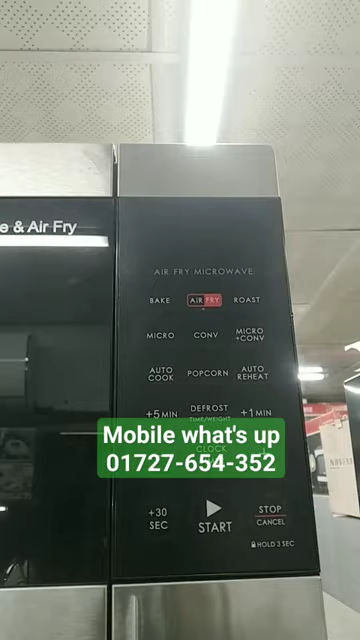 e & Air Fry
AIR FRY MICROWAVE
BAKE AIR FRY ROAST
MICRO CONV MICRO +CONV
AUTO COOK POPCORN AUTO REHEAT
+5 MIN DEFROST TIME/WEIGHT +1 MIN
CLOCK
Mobile what's up
01727-654-352
+30 SEC START STOP CANCEL
HOLD 3 SEC